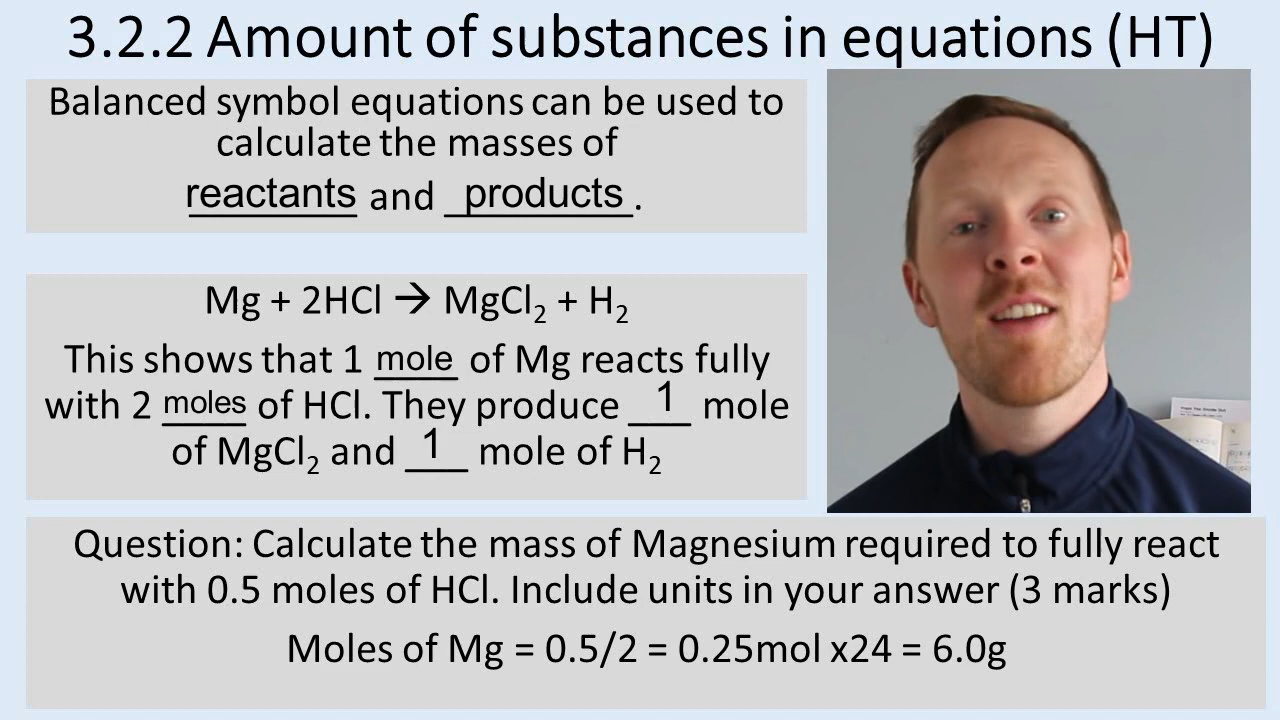 3.2.2 Amount of substances in equations (HT)
Balanced symbol equations can be used to
calculate the masses of
reactants and products.
Mg + 2HCl → MgCl₂ + H₂
This shows that 1 mole of Mg reacts fully
with 2 moles of HCl. They produce 1 mole
of MgCl₂ and 1 mole of H₂
Question: Calculate the mass of Magnesium required to fully react
with 0.5 moles of HCl. Include units in your answer (3 marks)
Moles of Mg = 0.5/2 = 0.25mol x24 = 6.0g